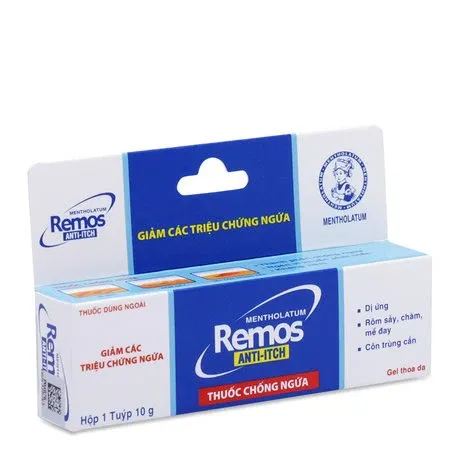 MENTHOLATUM
Remos
ANTI-ITCH
GIẢM CÁC TRIỆU CHỨNG NGỨA
MENTHOLATUM
THUỐC DÙNG NGOÀI
GIẢM CÁC
TRIỆU CHỨNG NGỨA
Hộp 1 Tuýp 10 g
MENTHOLATUM
Remos
ANTI-ITCH
THUỐC CHỐNG NGỨA
• Dị ứng
• Rôm sẩy, chàm,
mề đay
• Côn trùng cắn
Gel thoa da
Rem